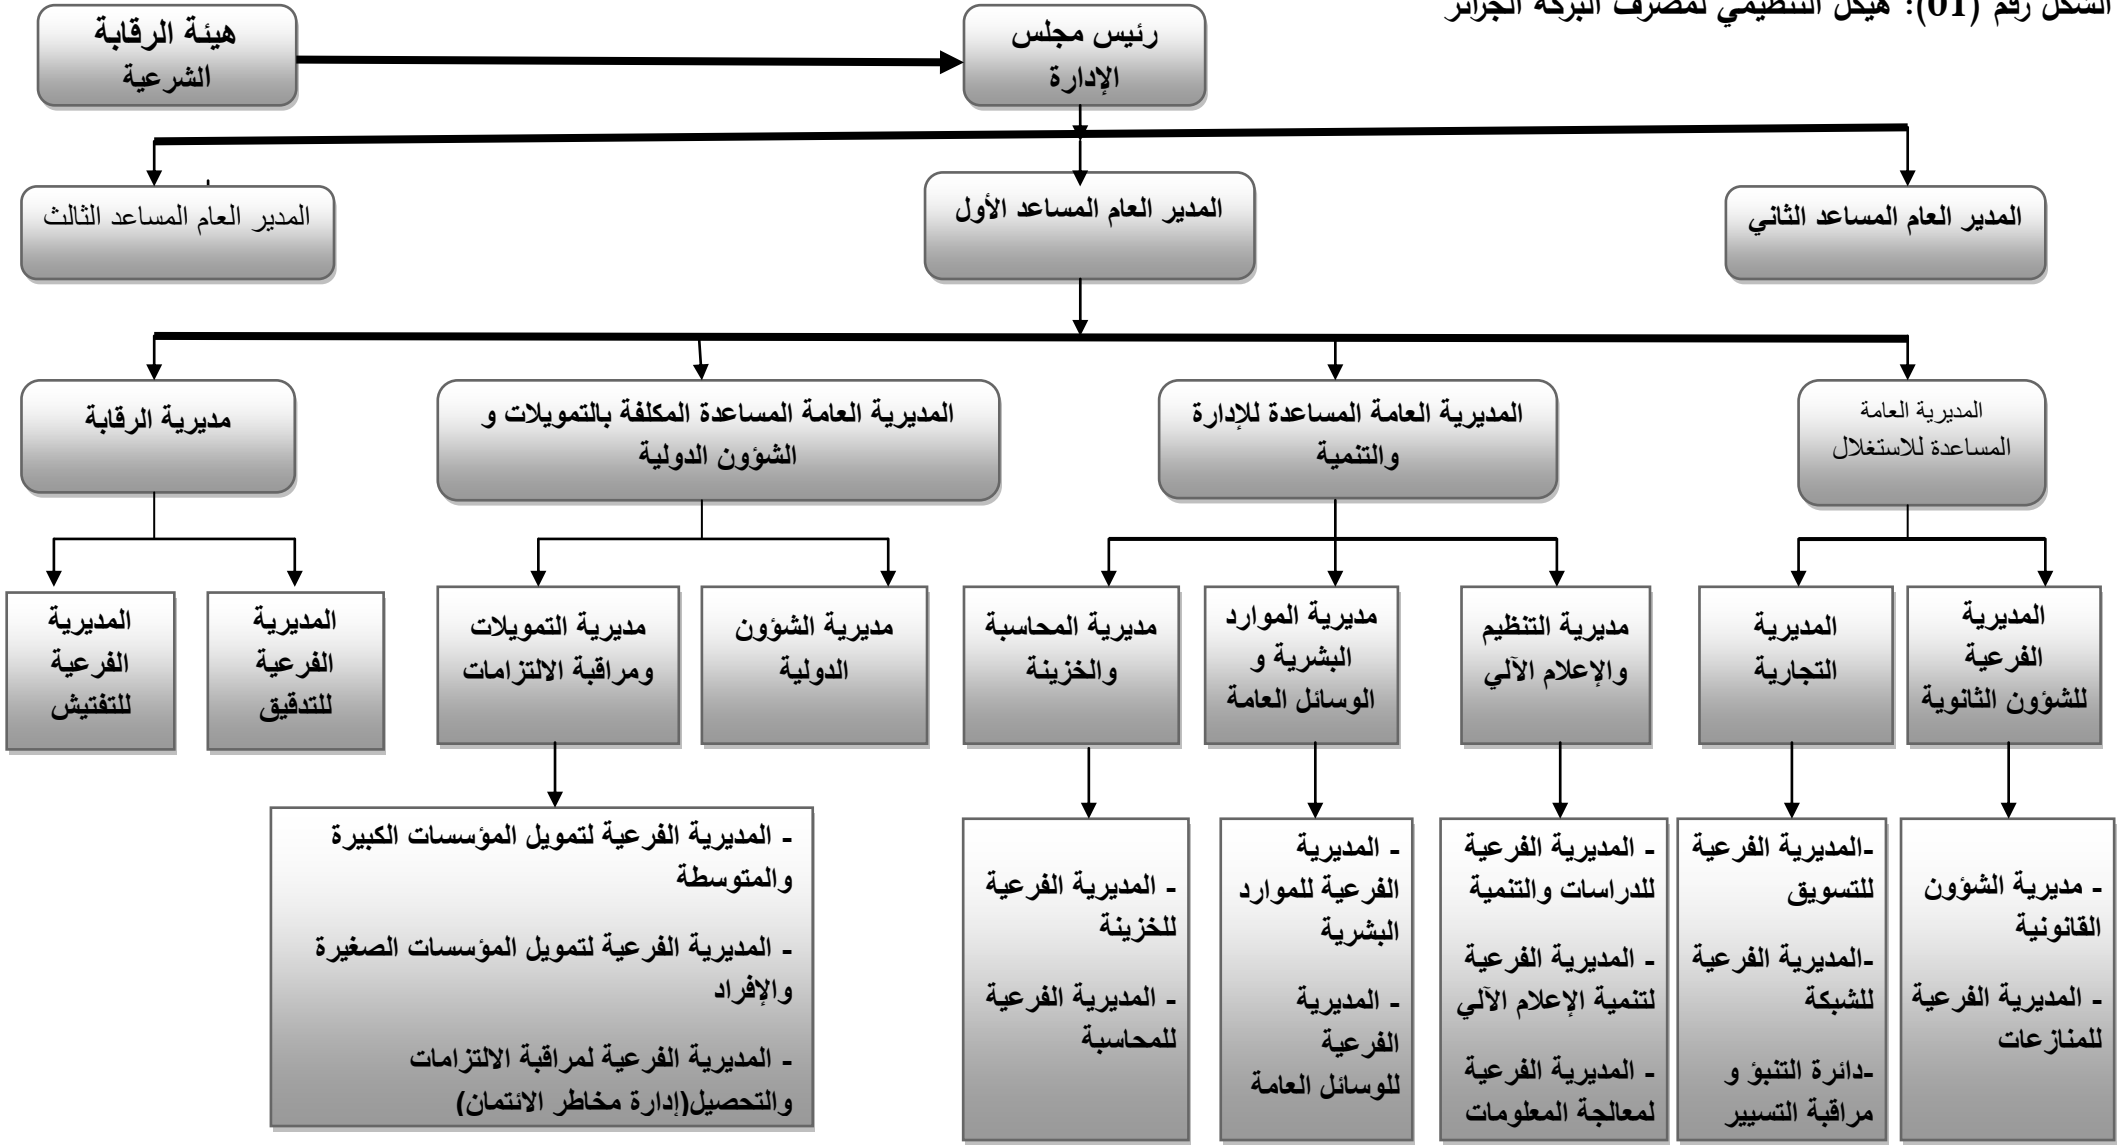 الشكل رقم (01): هيكل التنظيمي لمصرف البركة الجزائر
رئيس مجلس
الإدارة
هيئة الرقابة
الشرعية
المدير العام المساعد الثاني
المدير العام المساعد الأول
المدير العام المساعد الثالث
المديرية العامة
المساعدة للاستغلال
المديرية العامة المساعدة للإدارة
والتنمية
المديرية العامة المساعدة المكلفة بالتمويلات و
الشؤون الدولية
مديرية الرقابة
المديرية
الفرعية
للشؤون الثانوية
المديرية
التجارية
مديرية التنظيم
والإعلام الآلي
مديرية الموارد
البشرية و
الوسائل العامة
مديرية المحاسبة
والخزينة
مديرية الشؤون
الدولية
مديرية التمويلات
ومراقبة الالتزامات
المديرية
الفرعية
للتدقيق
المديرية
الفرعية
للتفتيش
- مديرية الشؤون
القانونية
- المديرية الفرعية
للمنازعات
-المديرية الفرعية
للتسويق
-المديرية الفرعية
للشبكة
-دائرة التنبؤ و
مراقبة التسيير
- المديرية الفرعية
للدراسات والتنمية
- المديرية الفرعية
لتنمية الإعلام الآلي
- المديرية الفرعية
لمعالجة المعلومات
- المديرية
الفرعية للموارد
البشرية
- المديرية
الفرعية
للوسائل العامة
- المديرية الفرعية
للخزينة
- المديرية الفرعية
للمحاسبة
- المديرية الفرعية لتمويل المؤسسات الكبيرة
والمتوسطة
- المديرية الفرعية لتمويل المؤسسات الصغيرة
والإفراد
- المديرية الفرعية لمراقبة الالتزامات
والتحصيل(إدارة مخاطر الائتمان)